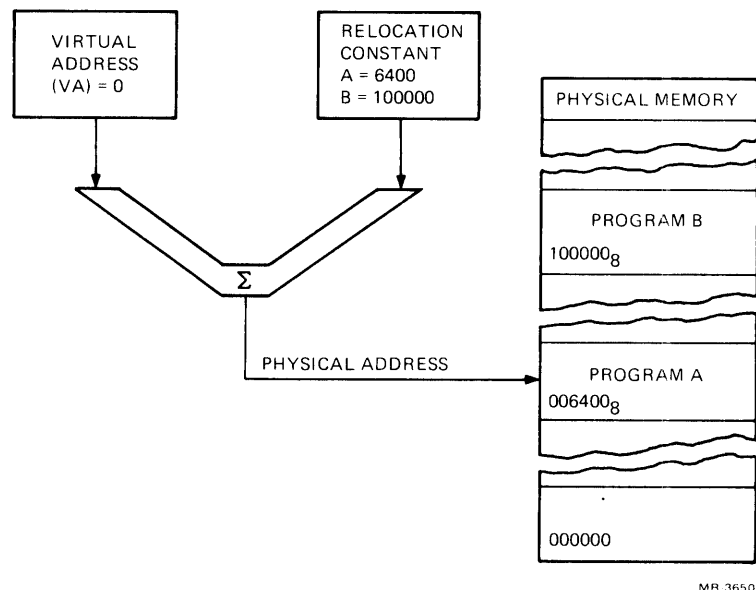 VIRTUAL
ADDRESS
(VA) = 0
RELOCATION
CONSTANT
A = 6400
B = 100000
PHYSICAL MEMORY
PROGRAM B
100000₈
Σ
PHYSICAL ADDRESS
PROGRAM A
006400₈
000000
MR-3650